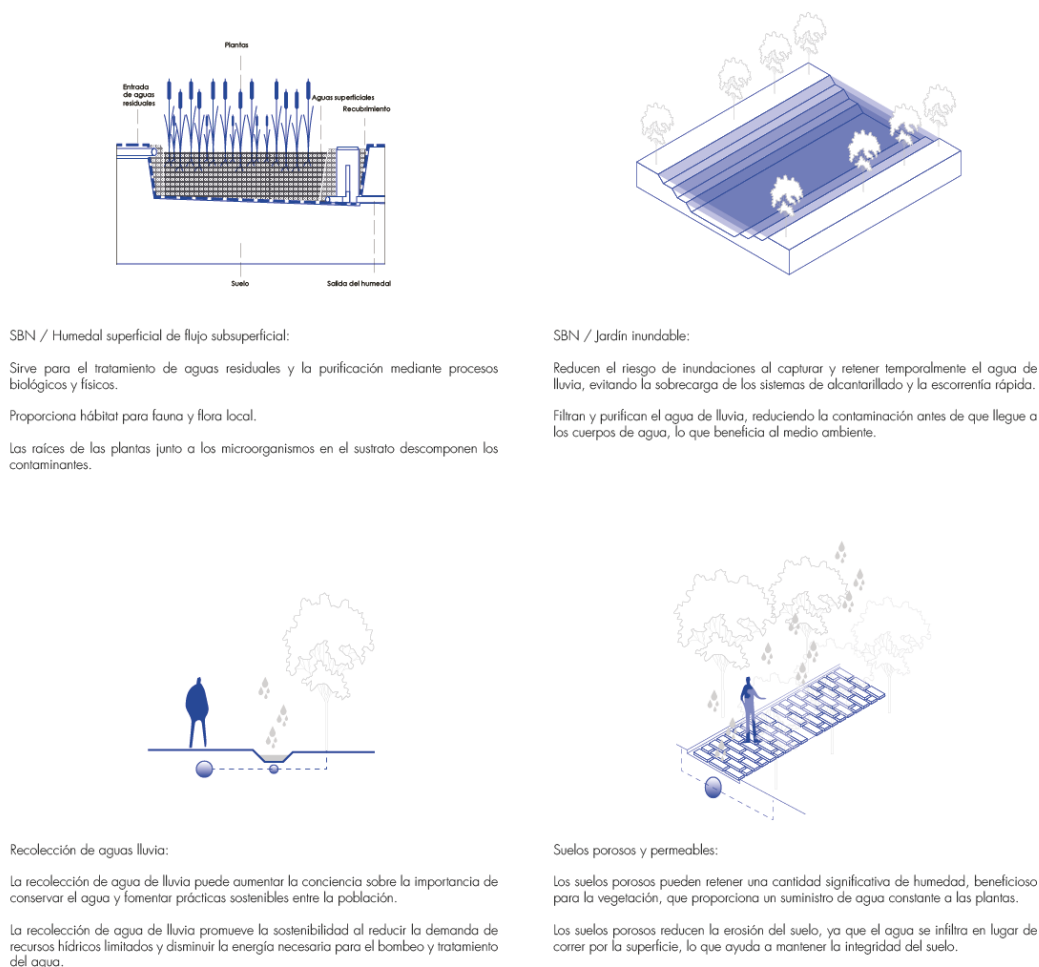 Plantas
Entrada
de aguas
residuales
Aguas superficiales
Recubrimiento
Suelo
Salida del humedal
SBN / Humedal superficial de flujo subsuperficial:
Sirve para el tratamiento de aguas residuales y la purificación mediante procesos
biológicos y físicos.
Proporciona hábitat para fauna y flora local.
Las raíces de las plantas junto a los microorganismos en el sustrato descomponen los
contaminantes.
SBN / Jardín inundable:
Reducen el riesgo de inundaciones al capturar y retener temporalmente el agua de
lluvia, evitando la sobrecarga de los sistemas de alcantarillado y la escorrentía rápida.
Filtran y purifican el agua de lluvia, reduciendo la contaminación antes de que llegue a
los cuerpos de agua, lo que beneficia al medio ambiente.
Recolección de aguas lluvia:
La recolección de agua de lluvia puede aumentar la conciencia sobre la importancia de
conservar el agua y fomentar prácticas sostenibles entre la población.
La recolección de agua de lluvia promueve la sostenibilidad al reducir la demanda de
recursos hídricos limitados y disminuir la energía necesaria para el bombeo y tratamiento
del agua.
Suelos porosos y permeables:
Los suelos porosos pueden retener una cantidad significativa de humedad, beneficioso
para la vegetación, que proporciona un suministro de agua constante a las plantas.
Los suelos porosos reducen la erosión del suelo, ya que el agua se infiltra en lugar de
correr por la superficie, lo que ayuda a mantener la integridad del suelo.